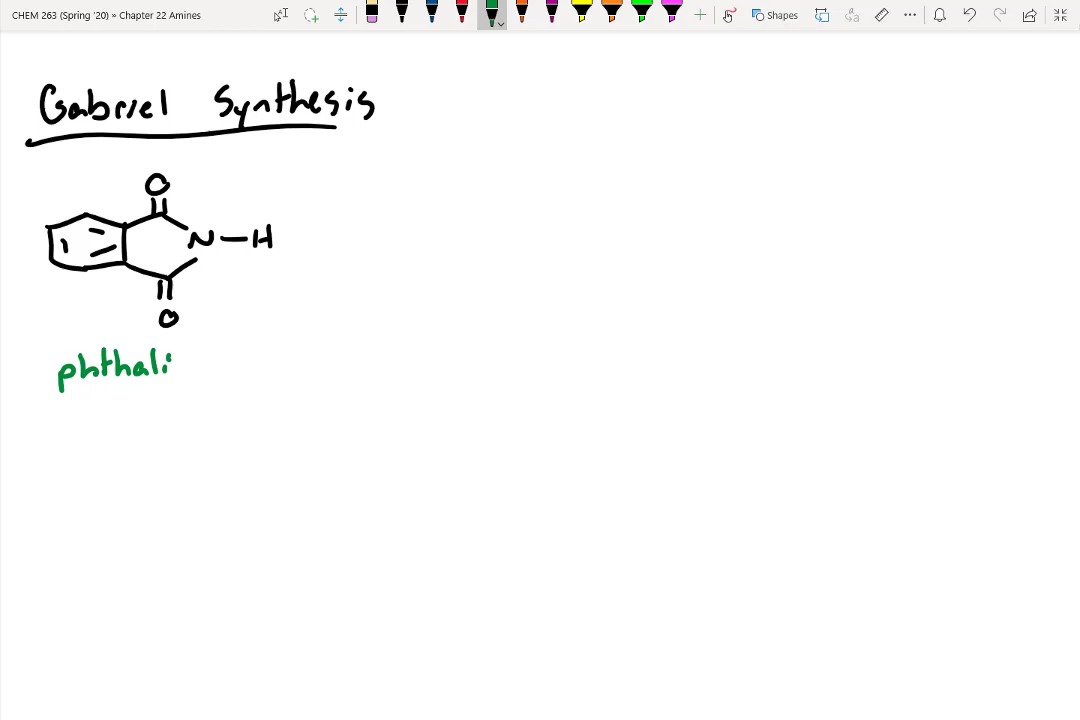 CHEM 263 (Spring '20) » Chapter 22 Amines
Shapes
Gabriel Synthesis
O
N-H
O
phthali